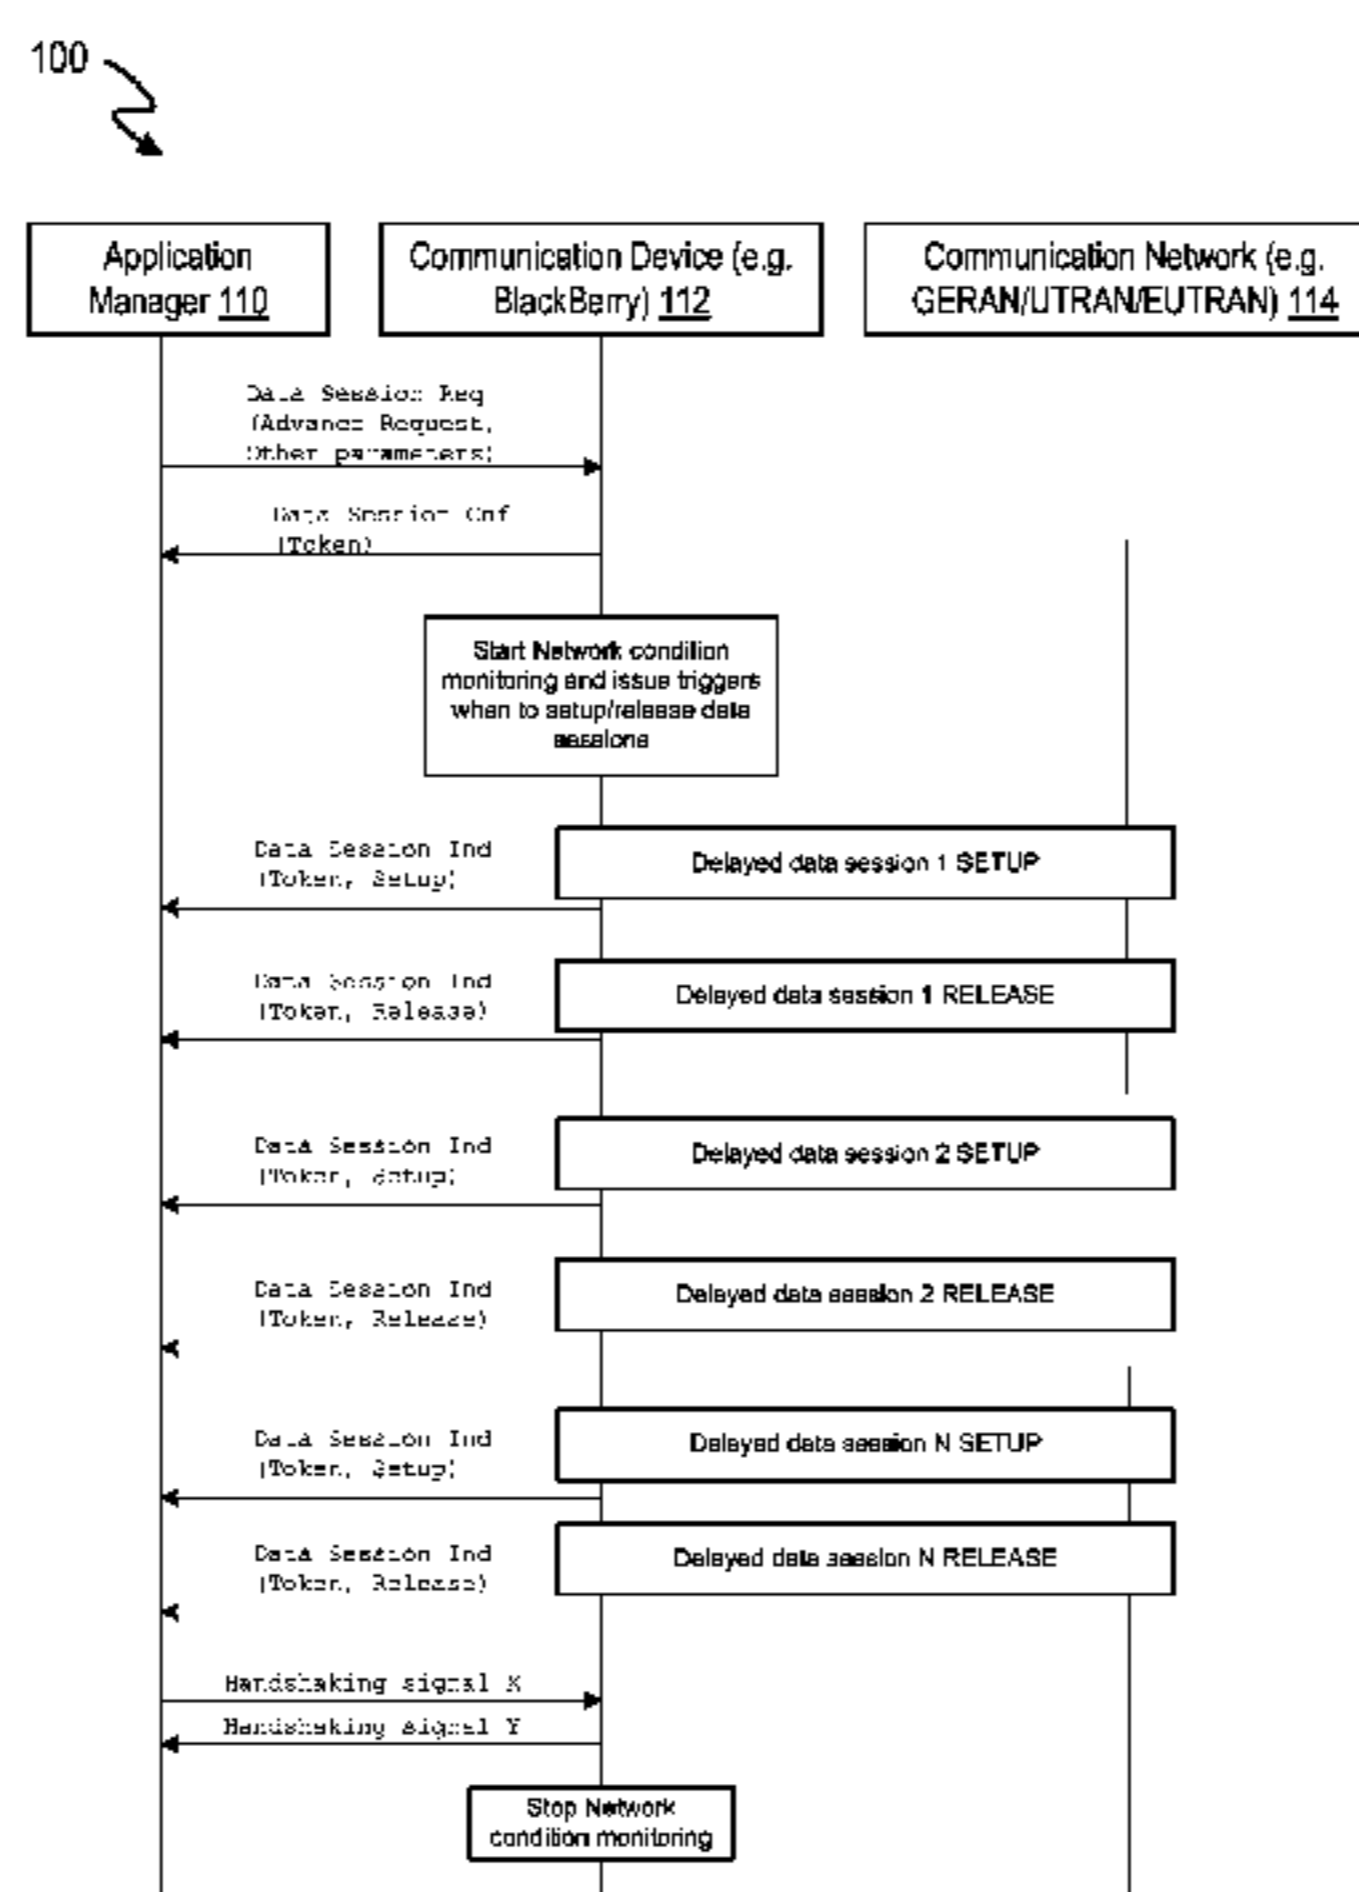 100
Application
Manager 110
Communication Device (e.g.
BlackBerry) 112
Communication Network (e.g.
GERAN/UTRAN/EUTRAN) 114
Data Session Req
(Advance Request,
Other parameters)
Data Session Cnf
(Token)
Start Network condition
monitoring and issue triggers
when to setup/release data
sessions
Data Session Ind
(Token, Setup)
Delayed data session 1 SETUP
Data Session Ind
(Token, Release)
Delayed data session 1 RELEASE
Data Session Ind
(Token, Setup)
Delayed data session 2 SETUP
Data Session Ind
(Token, Release)
Delayed data session 2 RELEASE
Data Session Ind
(Token, Setup)
Delayed data session N SETUP
Data Session Ind
(Token, Release)
Delayed data session N RELEASE
Handshaking signal X
Handshaking signal Y
Stop Network
condition monitoring